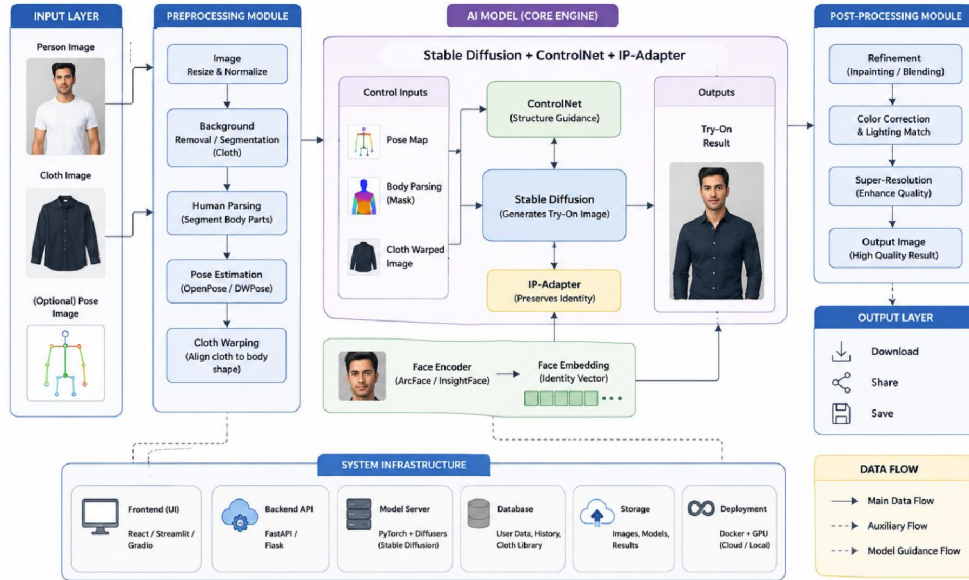 INPUT LAYER
Person Image
Cloth Image
(Optional) Pose
Image
PREPROCESSING MODULE
Image
Resize & Normalize
Background
Removal / Segmentation
(Cloth)
Human Parsing
(Segment Body Parts)
Pose Estimation
(OpenPose / DWPose)
Cloth Warping
(Align cloth to body
shape)
AI MODEL (CORE ENGINE)
Stable Diffusion + ControlNet + IP-Adapter
Control Inputs
Pose Map
Body Parsing
(Mask)
Cloth Warped
Image
ControlNet
(Structure Guidance)
Stable Diffusion
(Generates Try-On Image)
IP-Adapter
(Preserves Identity)
Outputs
Try-On
Result
Face Encoder
(ArcFace / InsightFace)
Face Embedding
(Identity Vector)
POST-PROCESSING MODULE
Refinement
(Inpainting / Blending)
Color Correction
& Lighting Match
Super-Resolution
(Enhance Quality)
Output Image
(High Quality Result)
OUTPUT LAYER
Download
Share
Save
SYSTEM INFRASTRUCTURE
Frontend (UI)
React / Streamlit /
Gradio
Backend API
FastAPI /
Flask
Model Server
PyTorch + Diffusers
(Stable Diffusion)
Database
User Data, History,
Cloth Library
Storage
Images, Models,
Results
Deployment
Docker + GPU
(Cloud / Local)
DATA FLOW
Main Data Flow
Auxiliary Flow
Model Guidance Flow